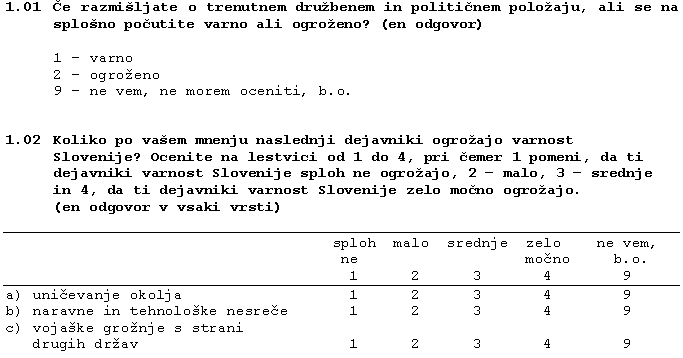 1.01 Če razmišljate o trenutnem družbenem in političnem položaju, ali se na
splošno počutite varno ali ogroženo? (en odgovor)
1 – varno
2 – ogroženo
9 – ne vem, ne morem oceniti, b.o.
1.02 Koliko po vašem mnenju naslednji dejavniki ogrožajo varnost
Slovenije? Ocenite na lestvici od 1 do 4, pri čemer 1 pomeni, da ti
dejavniki varnost Slovenije sploh ne ogrožajo, 2 – malo, 3 – srednje
in 4, da ti dejavniki varnost Slovenije zelo močno ogrožajo.
(en odgovor v vsaki vrsti)
sploh malo srednje zelo ne vem,
ne močno b.o.
1 2 3 4 9
a) uničevanje okolja 1 2 3 4 9
b) naravne in tehnološke nesreče 1 2 3 4 9
c) vojaške grožnje s strani
drugih držav 1 2 3 4 9